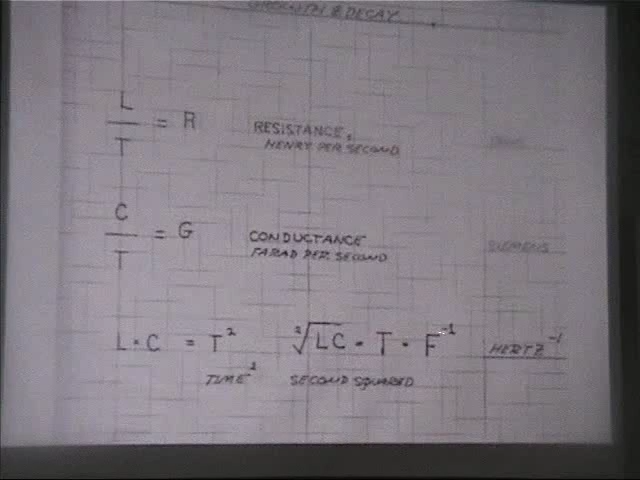 GROWTH & DECAY
L/T = R RESISTANCE,
HENRY PER SECOND
C/T = G CONDUCTANCE SIEMENS
FARAD PER SECOND
L • C = T² ²√LC = T = F⁻¹ HERTZ⁻¹
TIME² SECOND SQUARED